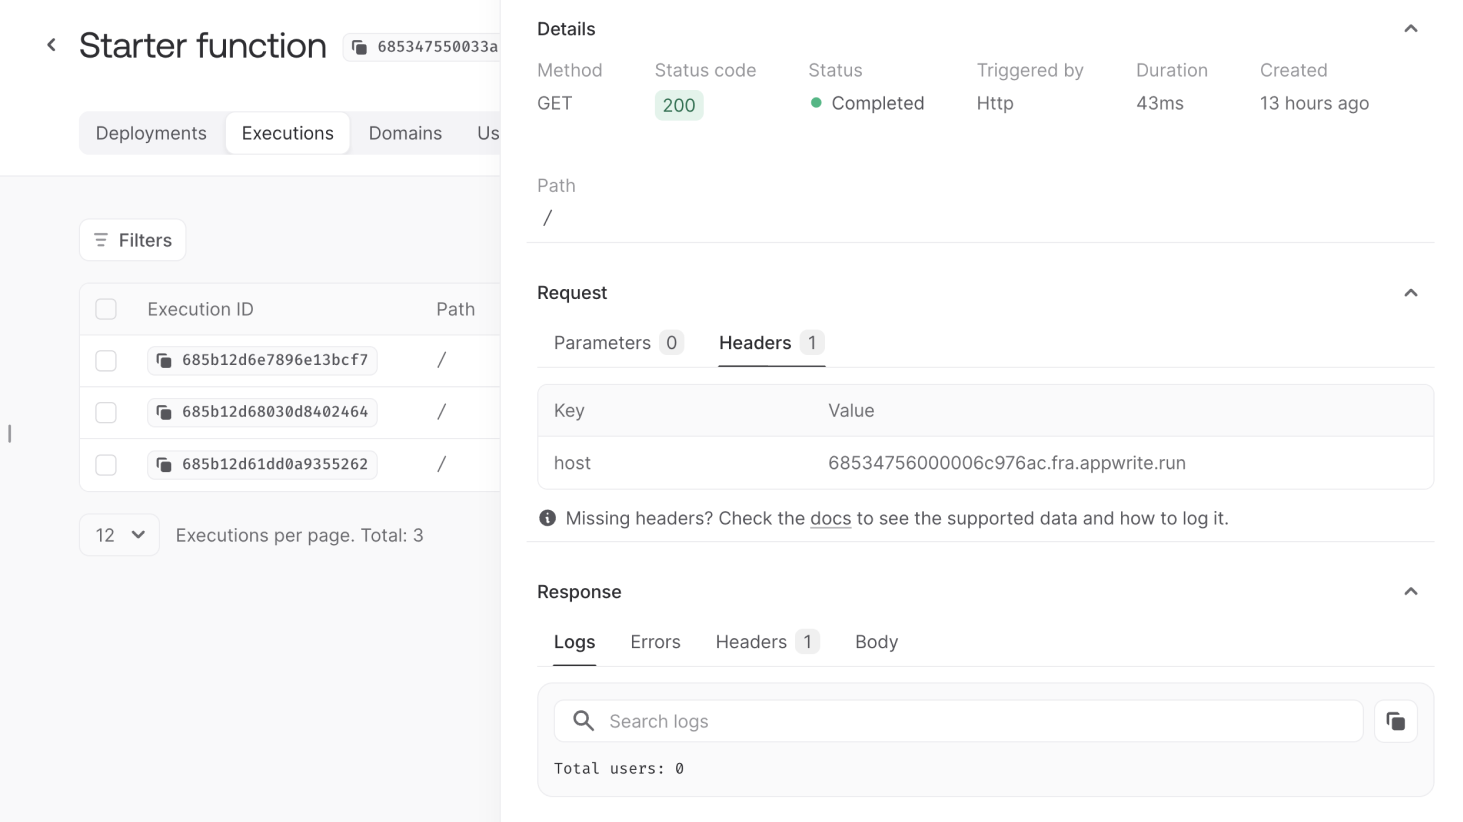 Starter function
685347550033a
Deployments Executions Domains Us
Filters
Execution ID Path
685b12d6e7896e13bcf7 /
685b12d68030d8402464 /
685b12d61dd0a9355262 /
12 Executions per page. Total: 3
Details
Method Status code Status Triggered by Duration Created
GET 200 Completed Http 43ms 13 hours ago
Path
/
Request
Parameters 0 Headers 1
Key Value
host 68534756000006c976ac.fra.appwrite.run
Missing headers? Check the docs to see the supported data and how to log it.
Response
Logs Errors Headers 1 Body
Search logs
Total users: 0